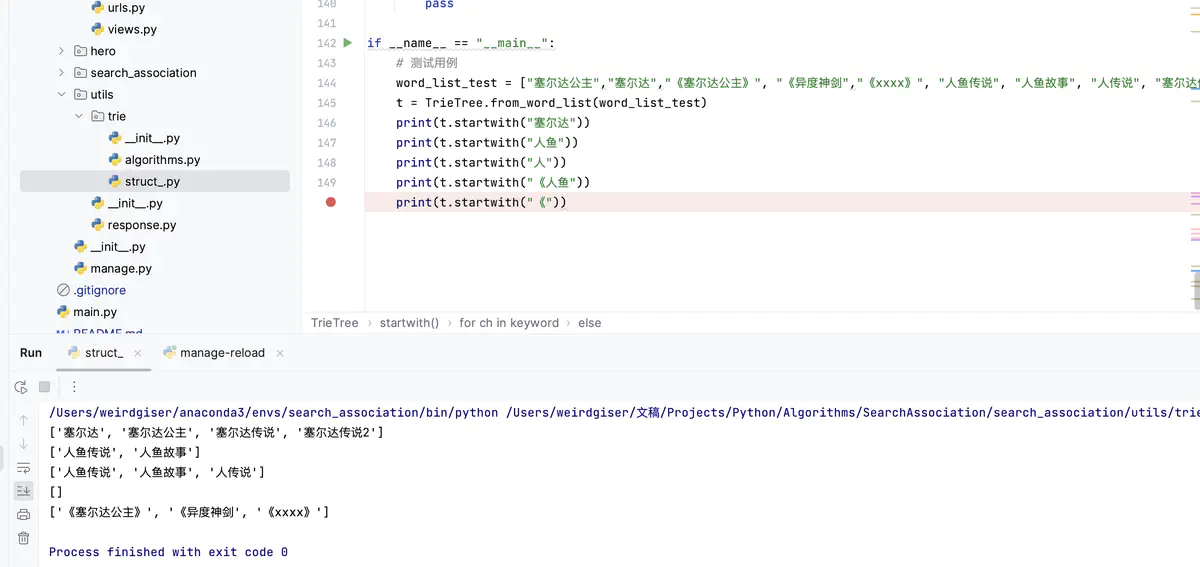 urls.py
views.py
hero
search_association
utils
trie
__init__.py
algorithms.py
struct_.py
__init__.py
response.py
__init__.py
manage.py
.gitignore
main.py
README.md
140 pass
141
142 if __name__ == "__main__":
143 # 测试用例
144 word_list_test = ["塞尔达公主","塞尔达","《塞尔达公主》", "《异度神剑","《xxxx》", "人鱼传说", "人鱼故事", "人传说", "塞尔达
145 t = TrieTree.from_word_list(word_list_test)
146 print(t.startwith("塞尔达"))
147 print(t.startwith("人鱼"))
148 print(t.startwith("人"))
149 print(t.startwith("《人鱼"))
print(t.startwith("《"))
TrieTree › startwith() › for ch in keyword › else
Run struct_ × manage-reload ×
/Users/weirdgiser/anaconda3/envs/search_association/bin/python /Users/weirdgiser/文稿/Projects/Python/Algorithms/SearchAssociation/search_association/utils/trie
['塞尔达', '塞尔达公主', '塞尔达传说', '塞尔达传说2']
['人鱼传说', '人鱼故事']
['人鱼传说', '人鱼故事', '人传说']
[]
['《塞尔达公主》', '《异度神剑', '《xxxx》']
Process finished with exit code 0